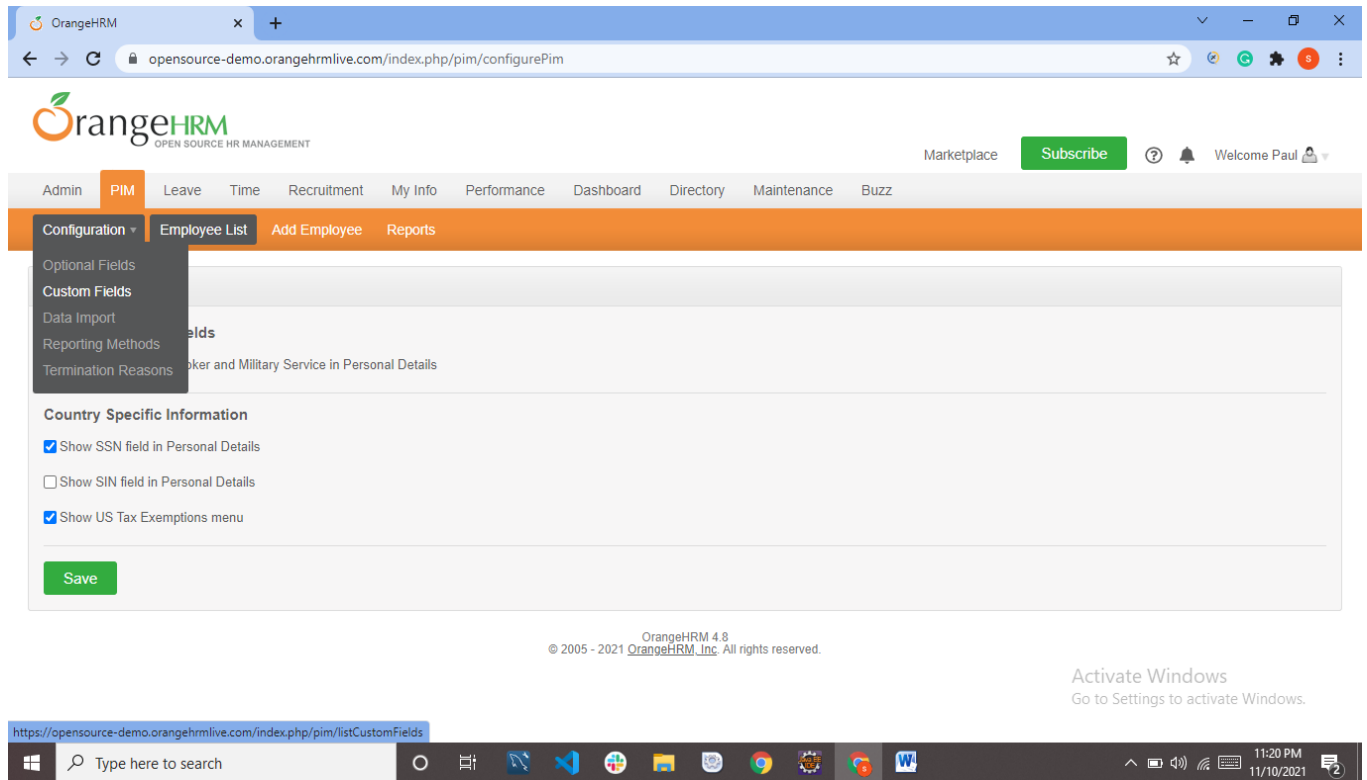 OrangeHRM
opensource-demo.orangehrmlive.com/index.php/pim/configurePim
S
OrangeHRM
OPEN SOURCE HR MANAGEMENT
Marketplace Subscribe ? Welcome Paul
Admin PIM Leave Time Recruitment My Info Performance Dashboard Directory Maintenance Buzz
Configuration Employee List Add Employee Reports
Optional Fields
Custom Fields
Data Import
elds
Reporting Methods
oker and Military Service in Personal Details
Termination Reasons
Country Specific Information
Show SSN field in Personal Details
Show SIN field in Personal Details
Show US Tax Exemptions menu
Save
OrangeHRM 4.8
© 2005 - 2021 OrangeHRM, Inc. All rights reserved.
Activate Windows
Go to Settings to activate Windows.
https://opensource-demo.orangehrmlive.com/index.php/pim/listCustomFields
Type here to search
11:20 PM
11/10/2021
2